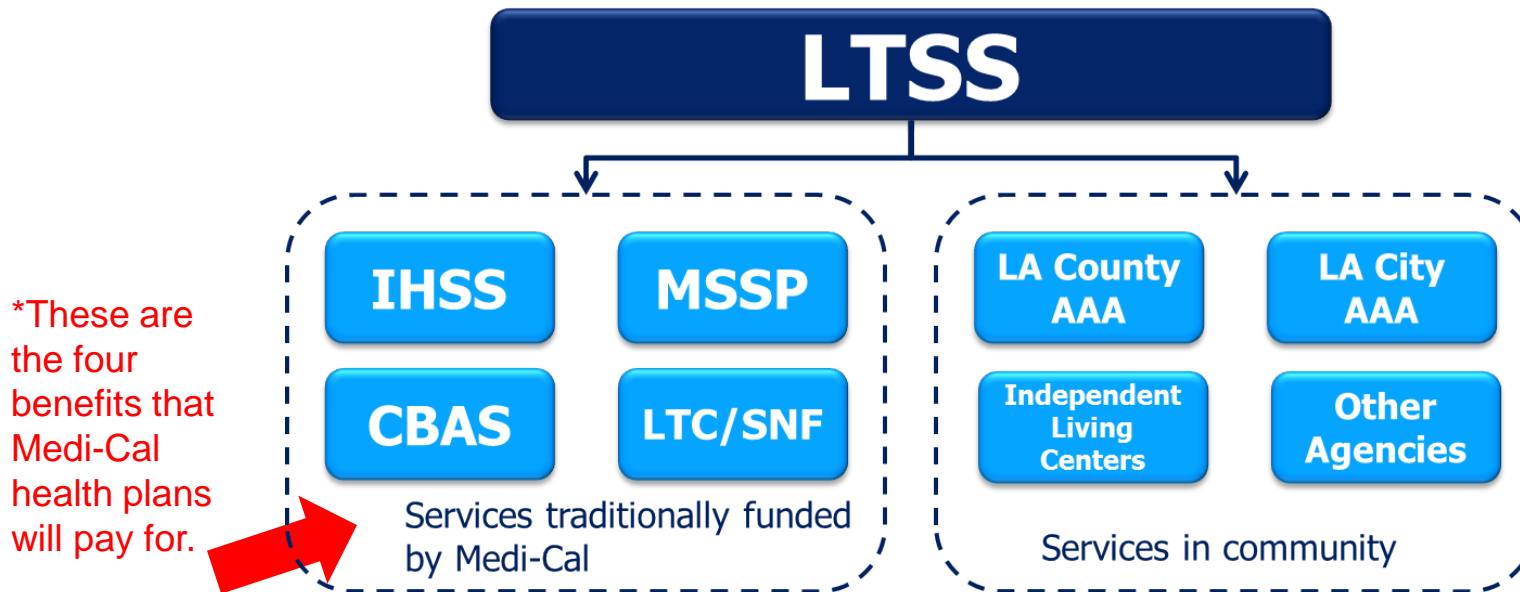 LTSS
*These are
the four
benefits that
Medi-Cal
health plans
will pay for.
IHSS
MSSP
CBAS
LTC/SNF
Services traditionally funded
by Medi-Cal
LA County
AAA
LA City
AAA
Independent
Living
Centers
Other
Agencies
Services in community